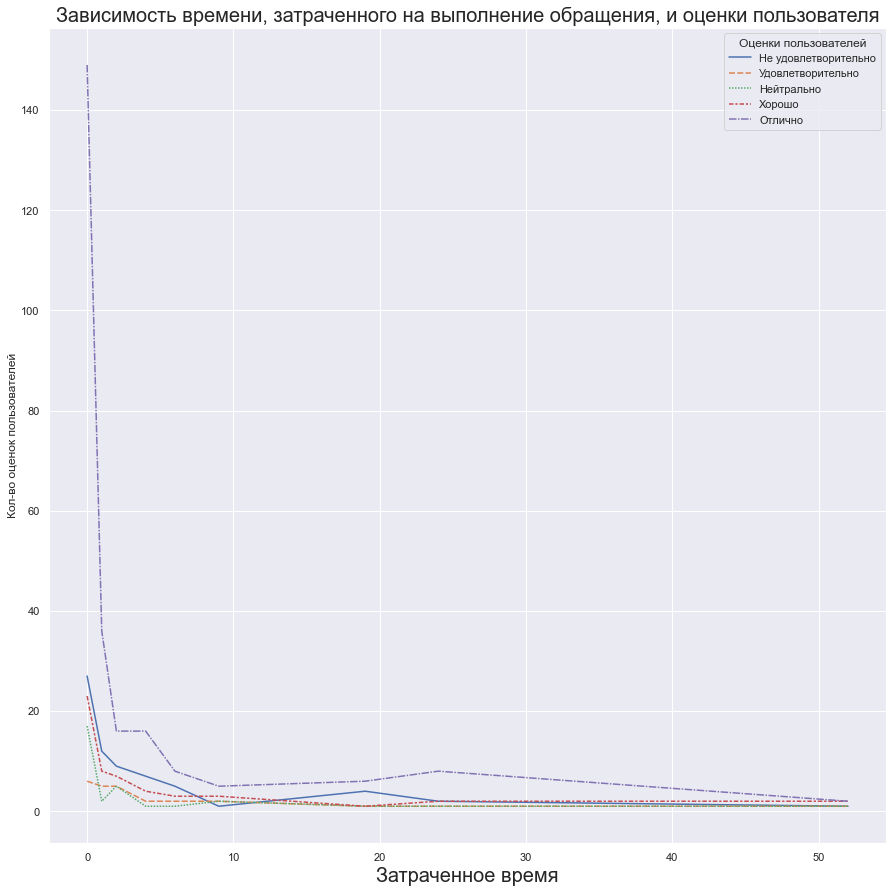 Зависимость времени, затраченного на выполнение обращения, и оценки пользователя
Оценки пользователей
Не удовлетворительно
Удовлетворительно
Нейтрально
Хорошо
Отлично
Кол-во оценок пользователей
140
120
100
80
60
40
20
0
0 10 20 30 40 50
Затраченное время